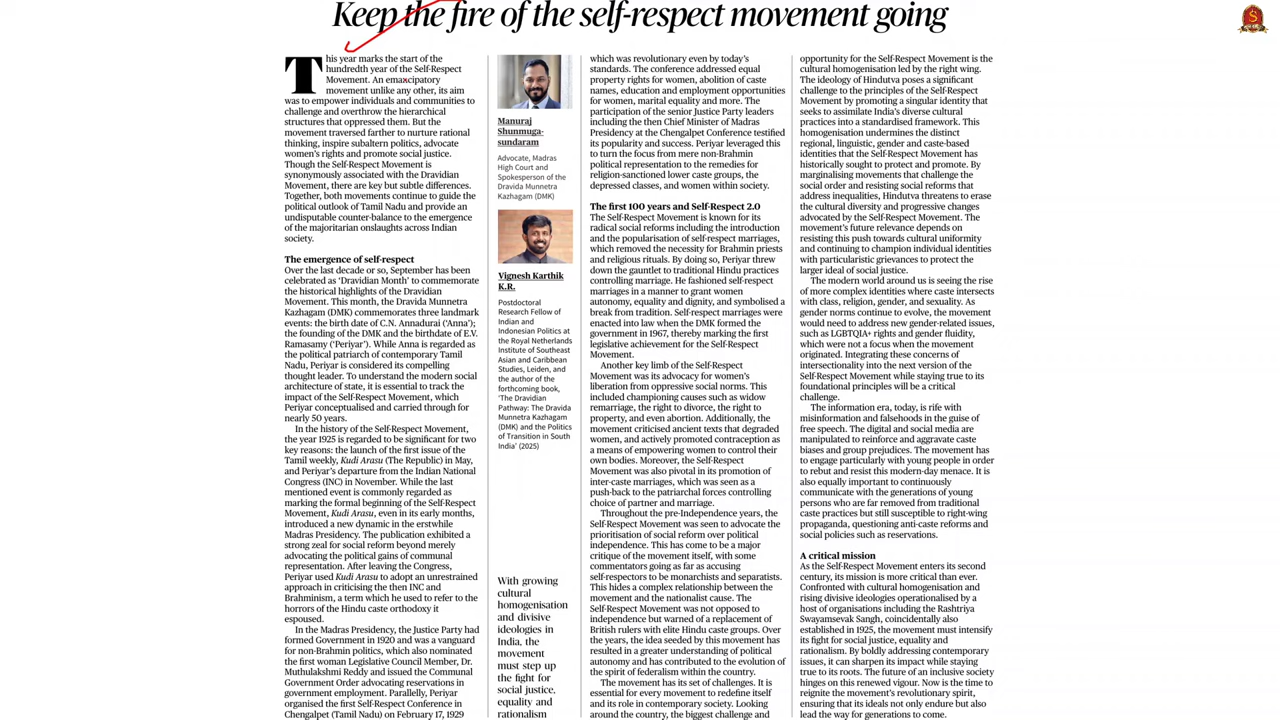 Keep the fire of the self-respect movement going
This year marks the start of the
hundredth year of the Self-Respect
Movement. An emancipatory
movement unlike any other, its aim
was to empower individuals and communities to
challenge and overthrow the hierarchical
structures that oppressed them. But the
movement traversed farther to nurture rational
thinking, inspire subaltern politics, advocate
women's rights and promote social justice.
Though the Self-Respect Movement is
synonymously associated with the Dravidian
Movement, there are key but subtle differences.
Together, both movements continue to guide the
political outlook of Tamil Nadu and provide an
undisputable counter-balance to the emergence
of the majoritarian onslaughts across Indian
society.
The emergence of self-respect
Over the last decade or so, September has been
celebrated as 'Dravidian Month' to commemorate
the historical highlights of the Dravidian
Movement. This month, the Dravida Munnetra
Kazhagam (DMK) commemorates three landmark
events: the birth date of C.N. Annadurai ('Anna');
the founding of the DMK and the birthdate of E.V.
Ramasamy ('Periyar'). While Anna is regarded as
the political patriarch of contemporary Tamil
Nadu, Periyar is considered its compelling
thought leader. To understand the modern social
architecture of state, it is essential to track the
impact of the Self-Respect Movement, which
Periyar conceptualised and carried through for
nearly 50 years.
In the history of the Self-Respect Movement,
the year 1925 is regarded to be significant for two
key reasons: the launch of the first issue of the
Tamil weekly, Kudi Arasu (The Republic) in May,
and Periyar's departure from the Indian National
Congress (INC) in November. While the last
mentioned event is commonly regarded as
marking the formal beginning of the Self-Respect
Movement, Kudi Arasu, even in its early months,
introduced a new dynamic in the erstwhile
Madras Presidency. The publication exhibited a
strong zeal for social reform beyond merely
advocating the political gains of communal
representation. After leaving the Congress,
Periyar used Kudi Arasu to adopt an unrestrained
approach in criticising the then INC and
Brahminism, a term which he used to refer to the
horrors of the Hindu caste orthodoxy it
espoused.
In the Madras Presidency, the Justice Party had
formed Government in 1920 and was a vanguard
for non-Brahmin politics, which also nominated
the first woman Legislative Council Member, Dr.
Muthulakshmi Reddy and issued the Communal
Government Order advocating reservations in
government employment. Parallelly, Periyar
organised the first Self-Respect Conference in
Chengalpet (Tamil Nadu) on February 17, 1929
Manuraj
Shunmuga-
sundaram
Advocate, Madras
High Court and
Spokesperson of the
Dravida Munnetra
Kazhagam (DMK)
Vignesh Karthik
K.R.
Postdoctoral
Research Fellow of
Indian and
Indonesian Politics at
the Royal Netherlands
Institute of Southeast
Asian and Caribbean
Studies, Leiden, and
the author of the
forthcoming book,
'The Dravidian
Pathway: The Dravida
Munnetra Kazhagam
(DMK) and the Politics
of Transition in South
India' (2025)
With growing
cultural
homogenisation
and divisive
ideologies in
India, the
movement
must step up
the fight for
social justice,
equality and
rationalism
which was revolutionary even by today's
standards. The conference addressed equal
property rights for women, abolition of caste
names, education and employment opportunities
for women, marital equality and more. The
participation of the senior Justice Party leaders
including the then Chief Minister of Madras
Presidency at the Chengalpet Conference testified
its popularity and success. Periyar leveraged this
to turn the focus from mere non-Brahmin
political representation to the remedies for
religion-sanctioned lower caste groups, the
depressed classes, and women within society.
The first 100 years and Self-Respect 2.0
The Self-Respect Movement is known for its
radical social reforms including the introduction
and the popularisation of self-respect marriages,
which removed the necessity for Brahmin priests
and religious rituals. By doing so, Periyar threw
down the gauntlet to traditional Hindu practices
controlling marriage. He fashioned self-respect
marriages in a manner to grant women
autonomy, equality and dignity, and symbolised a
break from tradition. Self-respect marriages were
enacted into law when the DMK formed the
government in 1967, thereby marking the first
legislative achievement for the Self-Respect
Movement.
Another key limb of the Self-Respect
Movement was its advocacy for women's
liberation from oppressive social norms. This
included championing causes such as widow
remarriage, the right to divorce, the right to
property, and even abortion. Additionally, the
movement criticised ancient texts that degraded
women, and actively promoted contraception as
a means of empowering women to control their
own bodies. Moreover, the Self-Respect
Movement was also pivotal in its promotion of
inter-caste marriages, which was seen as a
push-back to the patriarchal forces controlling
choice of partner and marriage.
Throughout the pre-Independence years, the
Self-Respect Movement was seen to advocate the
prioritisation of social reform over political
independence. This has come to be a major
critique of the movement itself, with some
commentators going as far as accusing
self-respectors to be monarchists and separatists.
This hides a complex relationship between the
movement and the nationalist cause. The
Self-Respect Movement was not opposed to
independence but warned of a replacement of
British rulers with elite Hindu caste groups. Over
the years, the idea seeded by this movement has
resulted in a greater understanding of political
autonomy and has contributed to the evolution of
the spirit of federalism within the country.
The movement has its set of challenges. It is
essential for every movement to redefine itself
and its role in contemporary society. Looking
around the country, the biggest challenge and
opportunity for the Self-Respect Movement is the
cultural homogenisation led by the right wing.
The ideology of Hindutva poses a significant
challenge to the principles of the Self-Respect
Movement by promoting a singular identity that
seeks to assimilate India's diverse cultural
practices into a standardised framework. This
homogenisation undermines the distinct
regional, linguistic, gender and caste-based
identities that the Self-Respect Movement has
historically sought to protect and promote. By
marginalising movements that challenge the
social order and resisting social reforms that
address inequalities, Hindutva threatens to erase
the cultural diversity and progressive changes
advocated by the Self-Respect Movement. The
movement's future relevance depends on
resisting this push towards cultural uniformity
and continuing to champion individual identities
with particularistic grievances to protect the
larger ideal of social justice.
The modern world around us is seeing the rise
of more complex identities where caste intersects
with class, religion, gender, and sexuality. As
gender norms continue to evolve, the movement
would need to address new gender-related issues,
such as LGBTQIA+ rights and gender fluidity,
which were not a focus when the movement
originated. Integrating these concerns of
intersectionality into the next version of the
Self-Respect Movement while staying true to its
foundational principles will be a critical
challenge.
The information era, today, is rife with
misinformation and falsehoods in the guise of
free speech. The digital and social media are
manipulated to reinforce and aggravate caste
biases and group prejudices. The movement has
to engage particularly with young people in order
to rebut and resist this modern-day menace. It is
also equally important to continuously
communicate with the generations of young
persons who are far removed from traditional
caste practices but still susceptible to right-wing
propaganda, questioning anti-caste reforms and
social policies such as reservations.
A critical mission
As the Self-Respect Movement enters its second
century, its mission is more critical than ever.
Confronted with cultural homogenisation and
rising divisive ideologies operationalised by a
host of organisations including the Rashtriya
Swayamsevak Sangh, coincidentally also
established in 1925, the movement must intensify
its fight for social justice, equality and
rationalism. By boldly addressing contemporary
issues, it can sharpen its impact while staying
true to its roots. The future of an inclusive society
hinges on this renewed vigour. Now is the time to
reignite the movement's revolutionary spirit,
ensuring that its ideals not only endure but also
lead the way for generations to come.